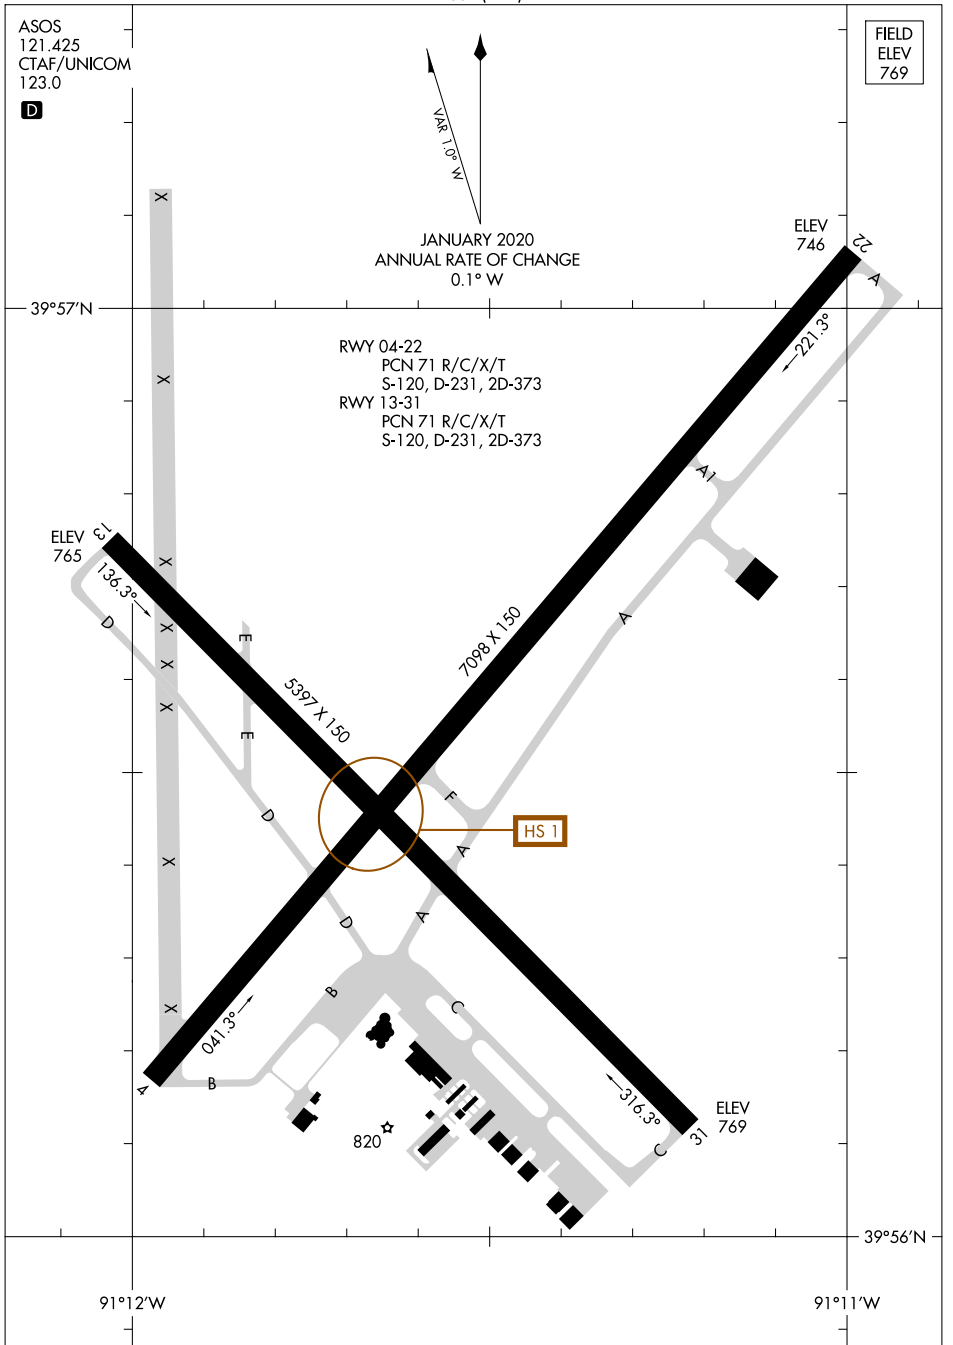 ASOS
121.425
CTAF/UNICOM
123.0
D
FIELD
ELEV
769
VAR 1.0° W
JANUARY 2020
ANNUAL RATE OF CHANGE
0.1° W
ELEV
746
22
A
39°57'N
221.3°
RWY 04-22
PCN 71 R/C/X/T
S-120, D-231, 2D-373
RWY 13-31
PCN 71 R/C/X/T
S-120, D-231, 2D-373
X
X
A1
13
ELEV
765
136.3°
X
X
X
X
D
E
E
7098 X 150
5397 X 150
A
F
HS 1
D
A
X
D
A
B
C
X
041.3°
4
B
316.3°
ELEV
769
31
C
820
39°56'N
91°12'W
91°11'W